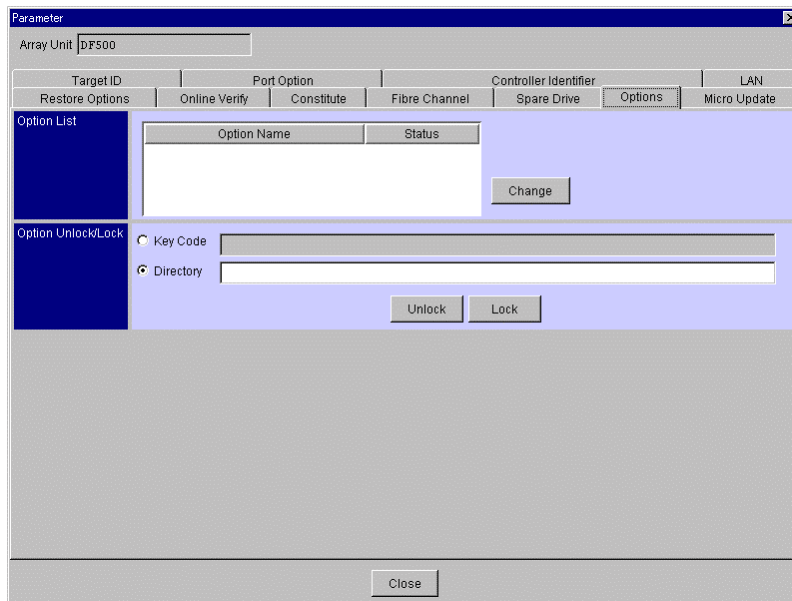 Parameter
Array Unit DF500
Target ID Port Option Controller Identifier LAN
Restore Options Online Verify Constitute Fibre Channel Spare Drive Options Micro Update
Option List
Option Name Status
Change
Option Unlock/Lock
Key Code
Directory
Unlock Lock
Close